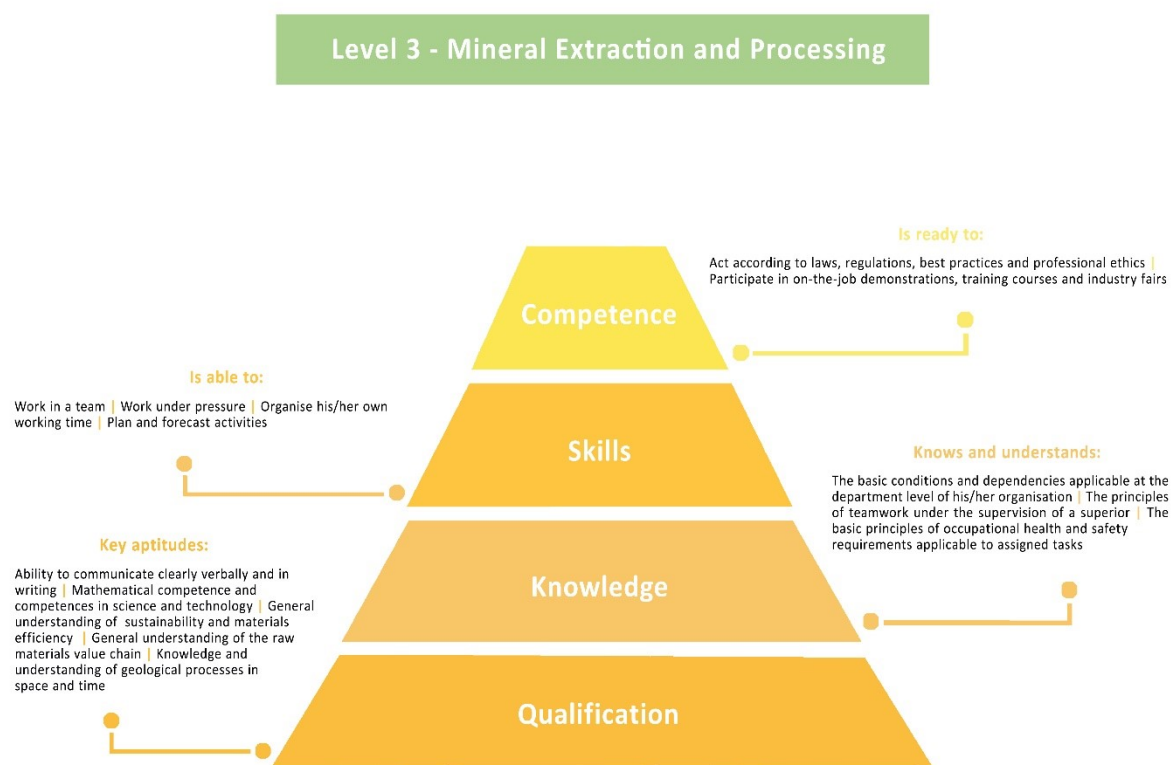 Level 3 - Mineral Extraction and Processing
Is ready to:
Act according to laws, regulations, best practices and professional ethics |
Participate in on-the-job demonstrations, training courses and industry fairs
Competence
Is able to:
Work in a team | Work under pressure | Organise his/her own
working time | Plan and forecast activities
Skills
Knows and understands:
The basic conditions and dependencies applicable at the
department level of his/her organisation | The principles
of teamwork under the supervision of a superior | The
basic principles of occupational health and safety
requirements applicable to assigned tasks
Knowledge
Key aptitudes:
Ability to communicate clearly verbally and in
writing | Mathematical competence and
competences in science and technology | General
understanding of sustainability and materials
efficiency | General understanding of the raw
materials value chain | Knowledge and
understanding of geological processes in
space and time
Qualification